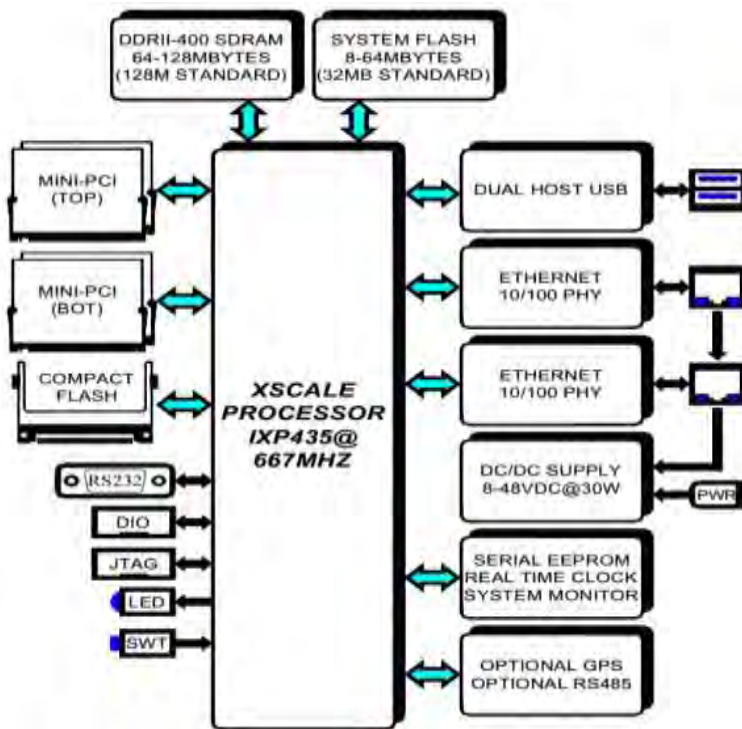 DDRII-400 SDRAM
64-128MBYTES
(128M STANDARD)
SYSTEM FLASH
8-64MBYTES
(32MB STANDARD)
MINI-PCI
(TOP)
MINI-PCI
(BOT)
COMPACT
FLASH
RS232
DIO
JTAG
LED
SWT
XSCALE
PROCESSOR
IXP435@
667MHZ
DUAL HOST USB
ETHERNET
10/100 PHY
ETHERNET
10/100 PHY
DC/DC SUPPLY
8-48VDC@30W
PWR
SERIAL EEPROM
REAL TIME CLOCK
SYSTEM MONITOR
OPTIONAL GPS
OPTIONAL RS485